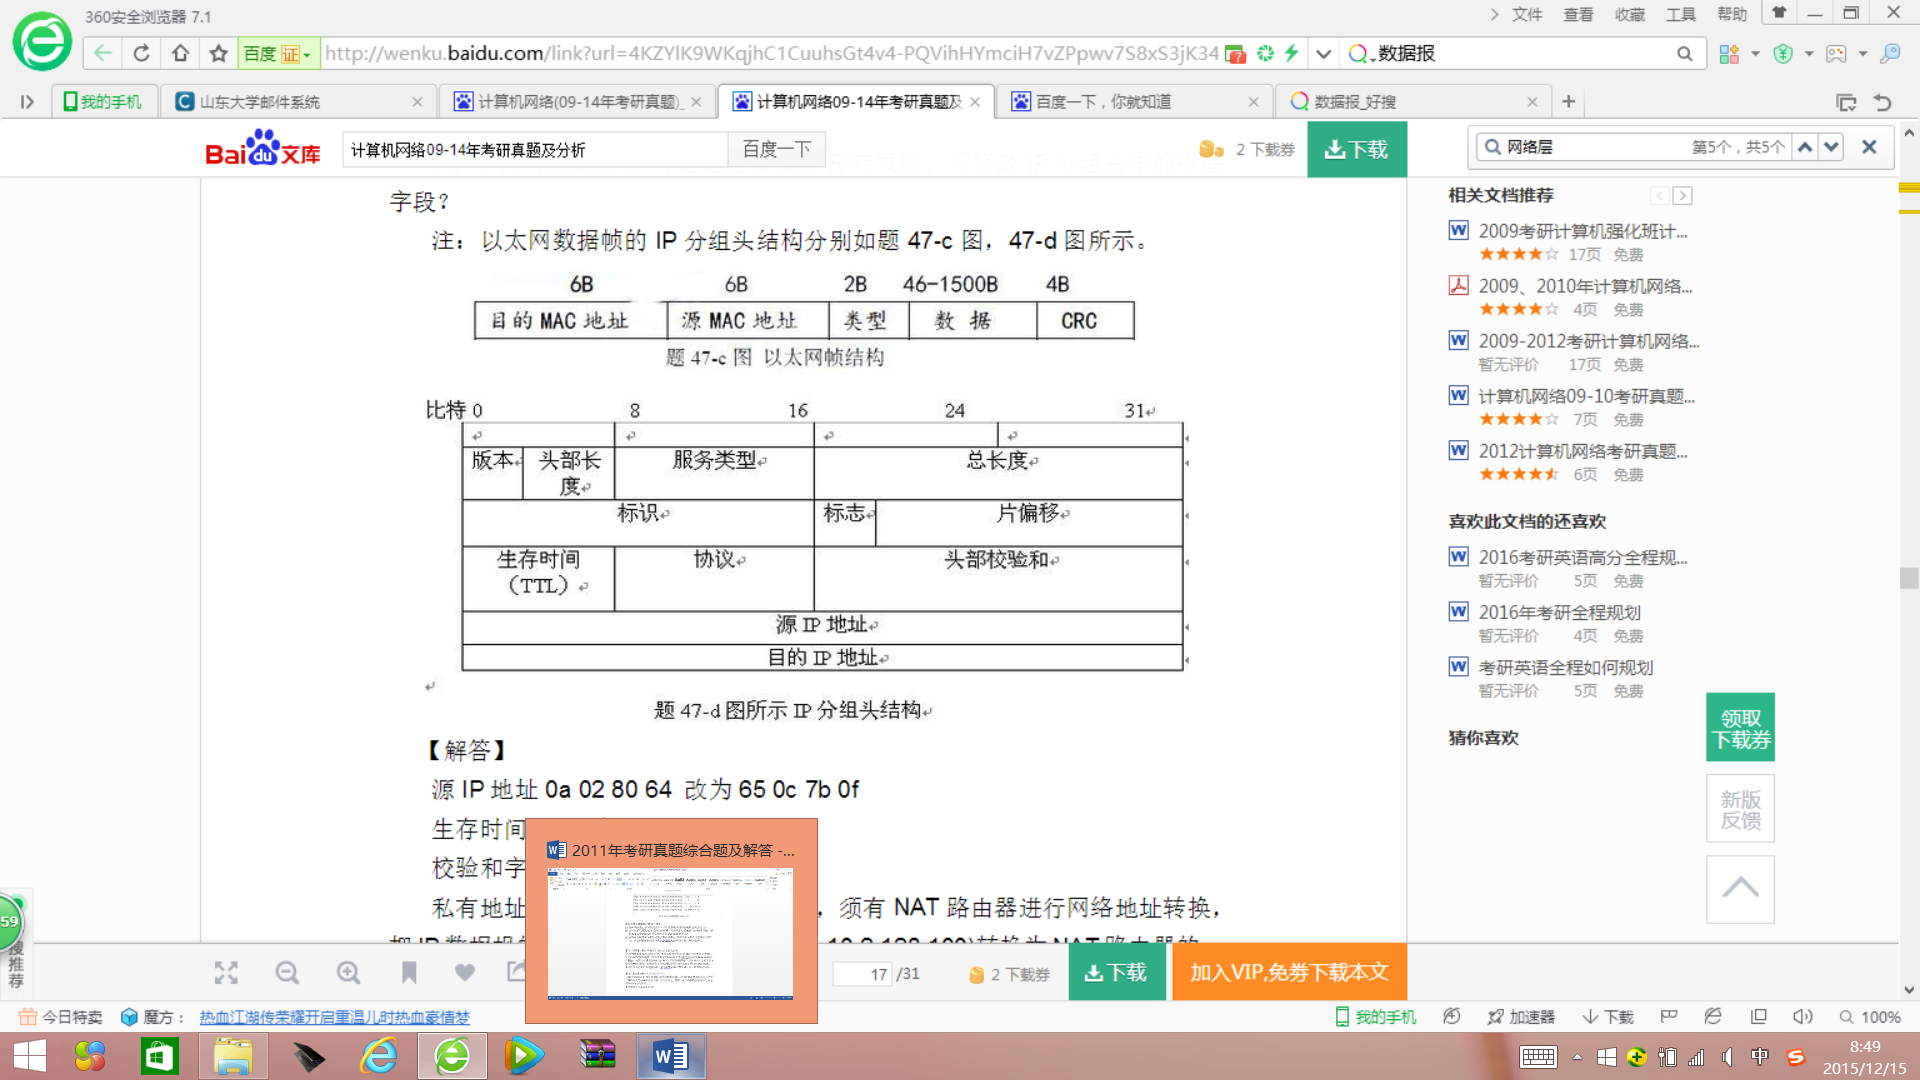 360安全浏览器 7.1
文件 查看 收藏 工具 帮助
百度 证 http://wenku.baidu.com/link?url=4KZYlK9WKqjhC1CuuhsGt4v4-PQVihHYmciH7vZPpwv7S8xS3jK34
数据报
我的手机
山东大学邮件系统
计算机网络(09-14年考研真题)_
计算机网络09-14年考研真题及
百度一下，你就知道
数据报_好搜
Bai du 文库
计算机网络09-14年考研真题及分析
百度一下
2 下载券
下载
网络层
第5个，共5个
字段？
注：以太网数据帧的 IP 分组头结构分别如题 47-c 图，47-d 图所示。
6B 6B 2B 46-1500B 4B
目的 MAC 地址 源 MAC 地址 类型 数 据 CRC
题 47-c 图 以太网帧结构
比特 0 8 16 24 31
版本 头部长度 服务类型 总长度
标识 标志 片偏移
生存时间（TTL） 协议 头部校验和
源 IP 地址
目的 IP 地址
题 47-d 图所示 IP 分组头结构
【解答】
源 IP 地址 0a 02 80 64 改为 65 0c 7b 0f
生存时间
校验和字
私有地址
，须有 NAT 路由器进行网络地址转换，
2011年考研真题综合题及解答 -...
相关文档推荐
2009考研计算机强化班计...
17页 免费
2009、2010年计算机网络...
4页 免费
2009-2012考研计算机网络...
暂无评价 17页 免费
计算机网络09-10考研真题...
7页 免费
2012计算机网络考研真题...
6页 免费
喜欢此文档的还喜欢
2016考研英语高分全程规...
暂无评价 5页 免费
2016年考研全程规划
暂无评价 4页 免费
考研英语全程如何规划
暂无评价 5页 免费
猜你喜欢
领取
下载券
新版
反馈
59
搜
推
荐
17 /31
2 下载券
下载
加入VIP,免券下载本文
今日特卖
魔方：
热血江湖传荣耀开启重温儿时热血豪情梦
我的手机
加速器
下载
100%
中
8:49
2015/12/15